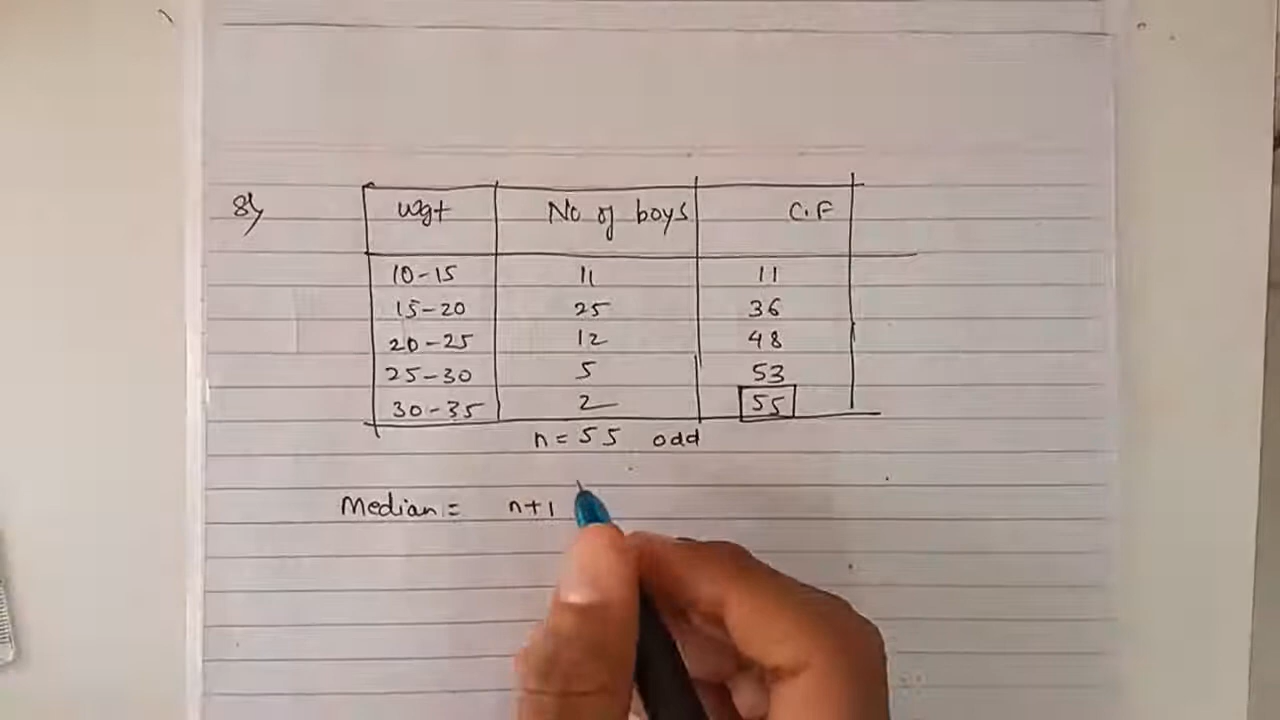 8) Wgt No of boys C.F
10-15 11 11
15-20 25 36
20-25 12 48
25-30 5 53
30-35 2 55
n = 55 odd
Median = n+1